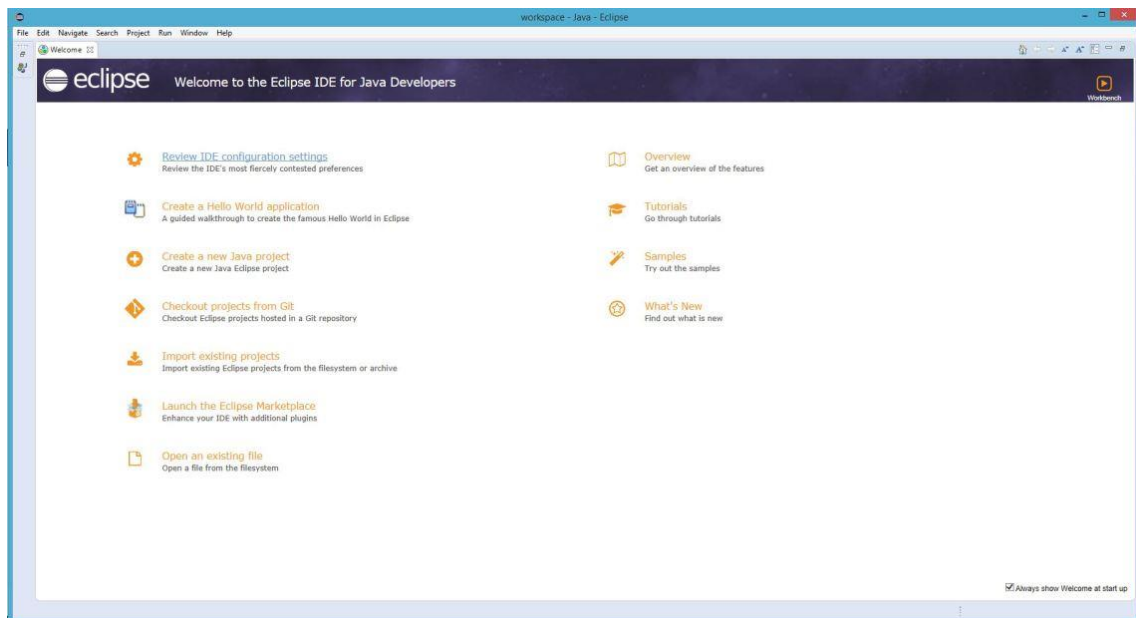 workspace - Java - Eclipse
File Edit Navigate Search Project Run Window Help
Welcome
eclipse Welcome to the Eclipse IDE for Java Developers
Workbench
Review IDE configuration settings
Review the IDE's most fiercely contested preferences
Create a Hello World application
A guided walkthrough to create the famous Hello World in Eclipse
Create a new Java project
Create a new Java Eclipse project
Checkout projects from Git
Checkout Eclipse projects hosted in a Git repository
Import existing projects
Import existing Eclipse projects from the filesystem or archive
Launch the Eclipse Marketplace
Enhance your IDE with additional plugins
Open an existing file
Open a file from the filesystem
Overview
Get an overview of the features
Tutorials
Go through tutorials
Samples
Try out the samples
What's New
Find out what is new
Always show Welcome at start up